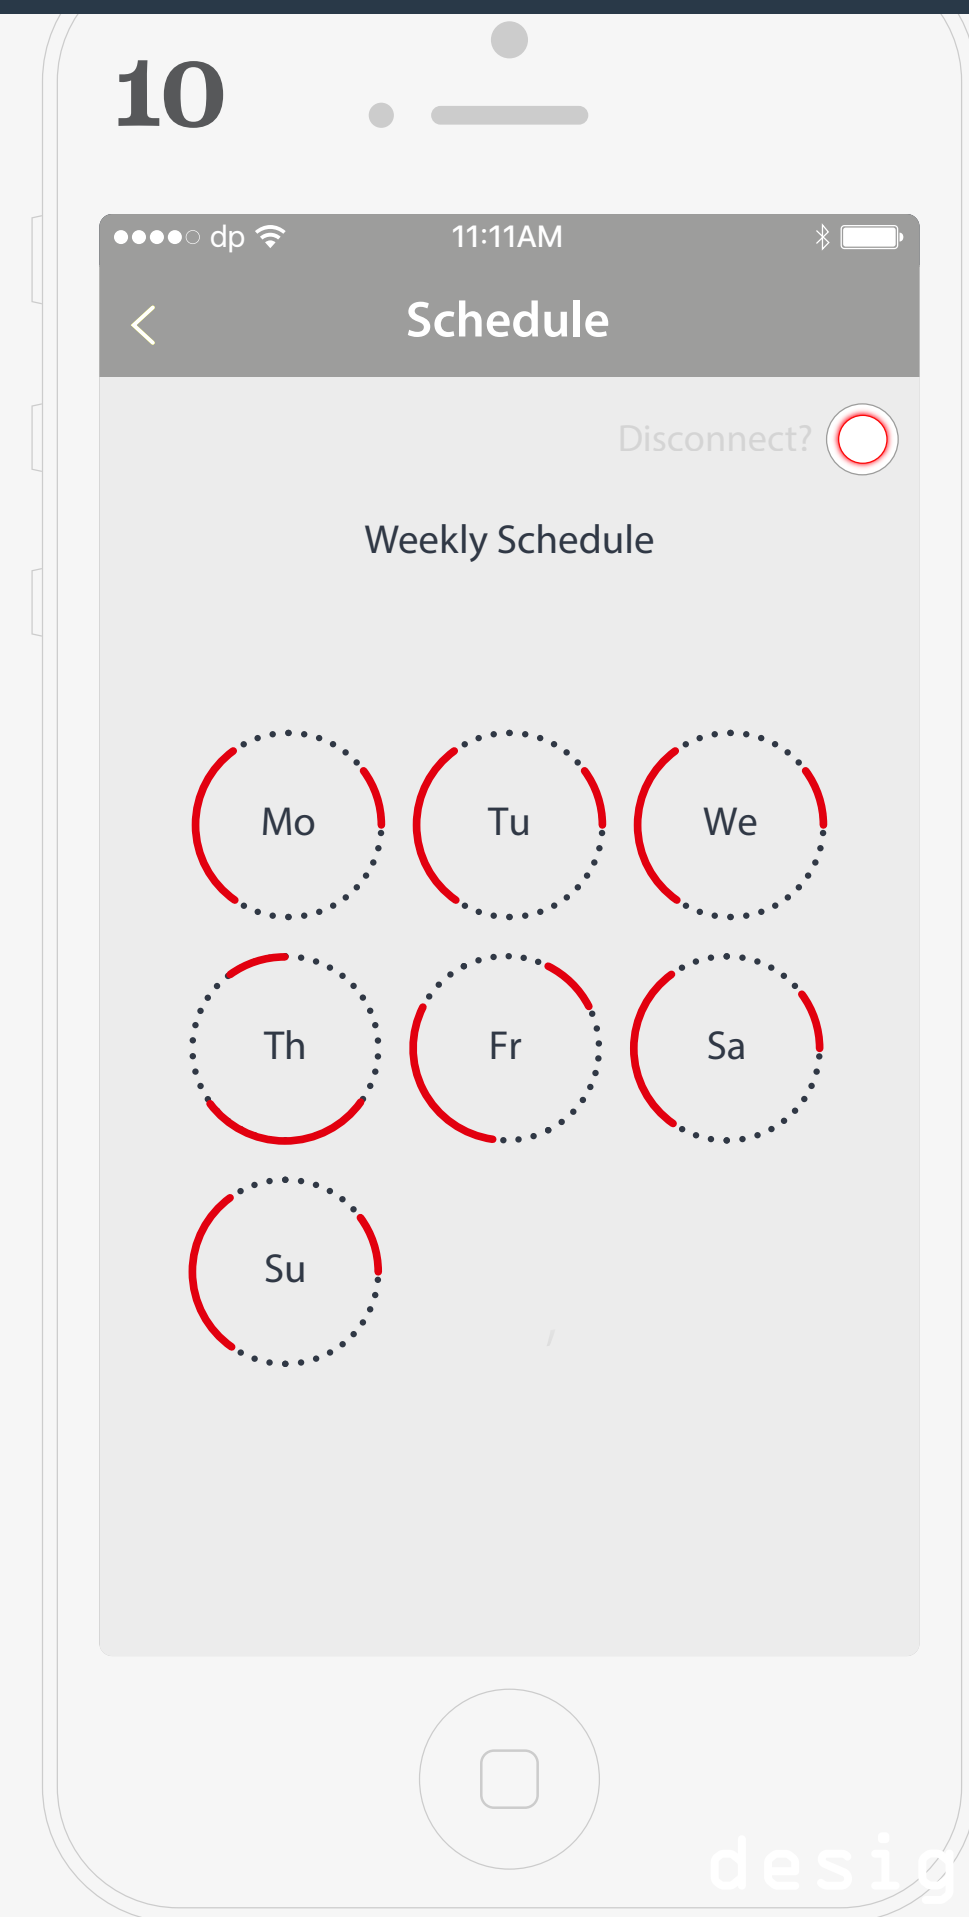 10
dp 11:11AM
Schedule
Disconnect?
Weekly Schedule
Mo Tu We
Th Fr Sa
Su
desig